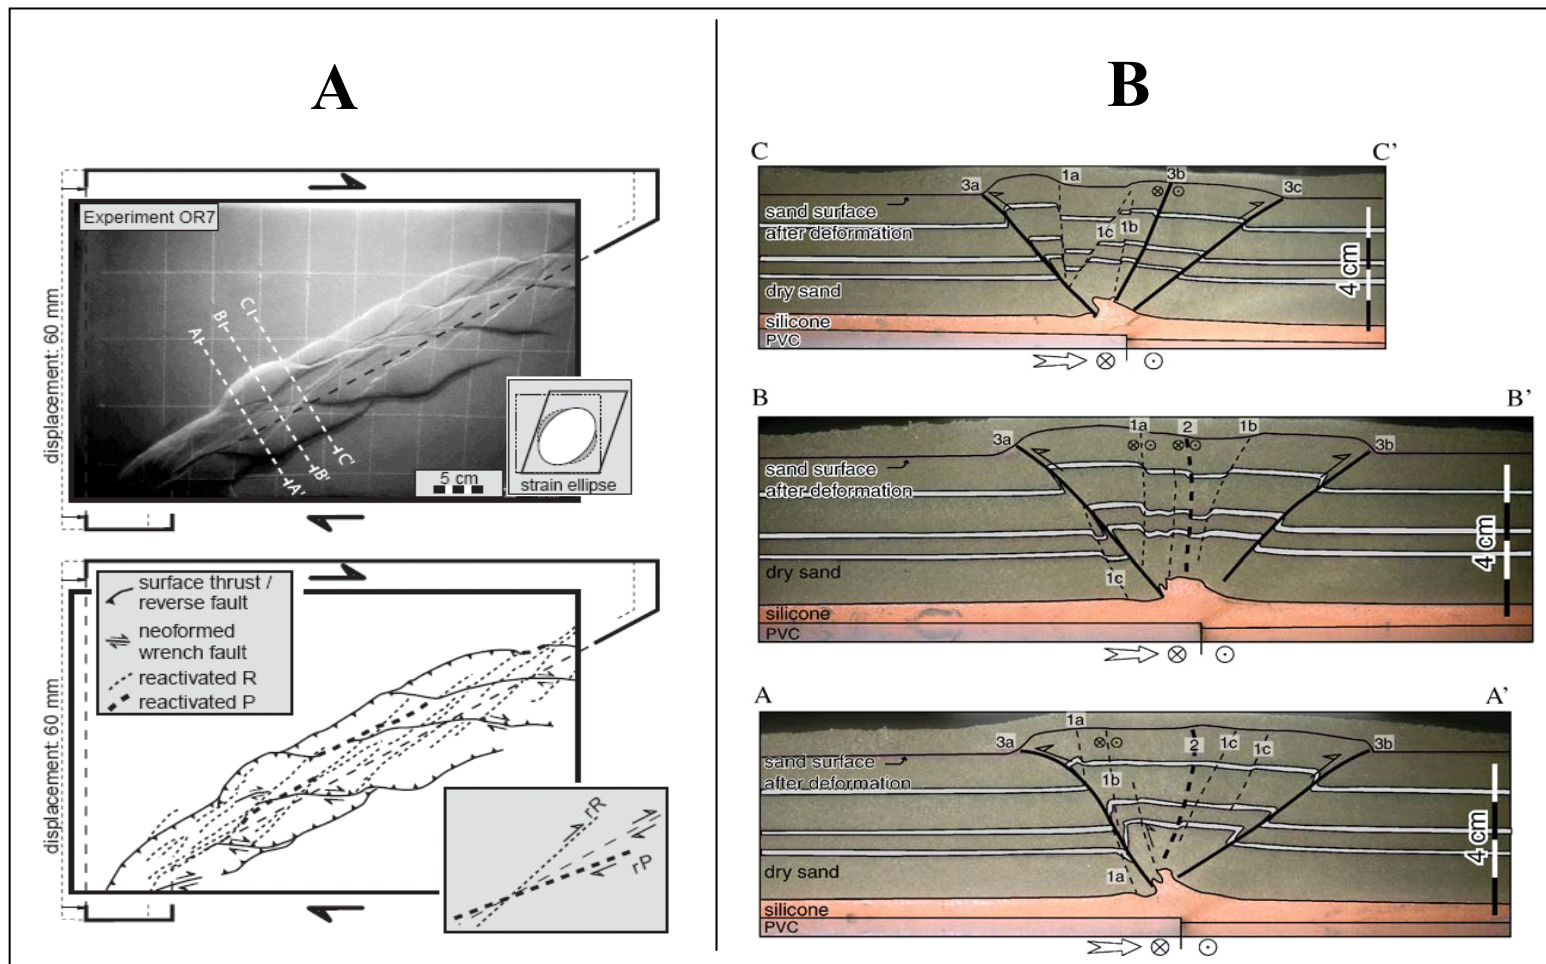 A
Experiment OR7
displacement: 60 mm
A
B
C
A'
B'
C'
5 cm
strain ellipse
displacement: 60 mm
surface thrust /
reverse fault
neoformed
wrench fault
reactivated R
reactivated P
rR
rP
B
C
C'
3a
1a
3b
3c
sand surface
after deformation
1c
1b
dry sand
silicone
PVC
4 cm
B
B'
3a
1a
2
1b
3b
sand surface
after deformation
dry sand
1c
silicone
PVC
4 cm
A
A'
3a
1a
2
1c
1c
3b
sand surface
after deformation
1b
dry sand
1a
silicone
PVC
4 cm